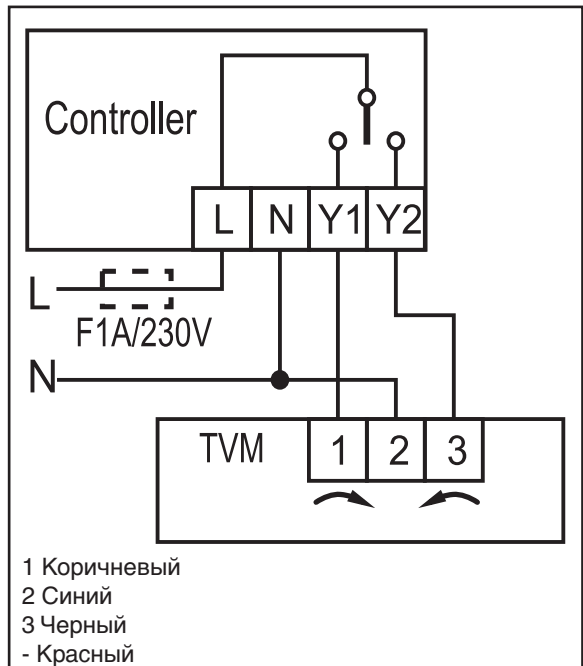 Controller
L N Y1 Y2
L
F1A/230V
N
TVM 1 2 3
1 Коричневый
2 Синий
3 Черный
- Красный